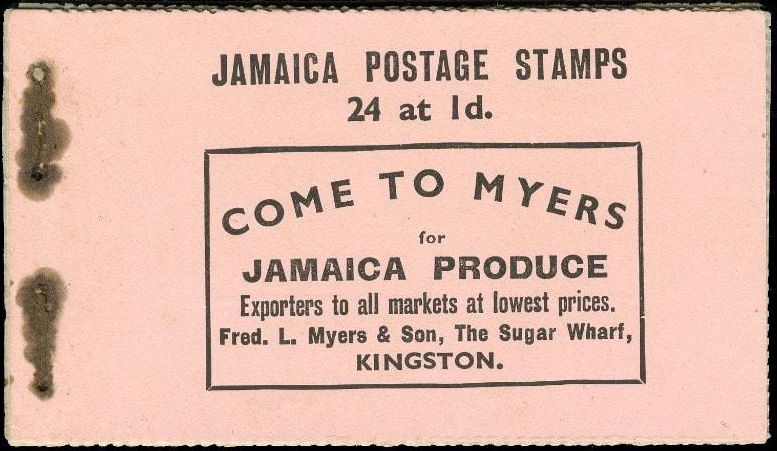 JAMAICA POSTAGE STAMPS
24 at 1d.
COME TO MYERS
for
JAMAICA PRODUCE
Exporters to all markets at lowest prices.
Fred. L. Myers & Son, The Sugar Wharf,
KINGSTON.